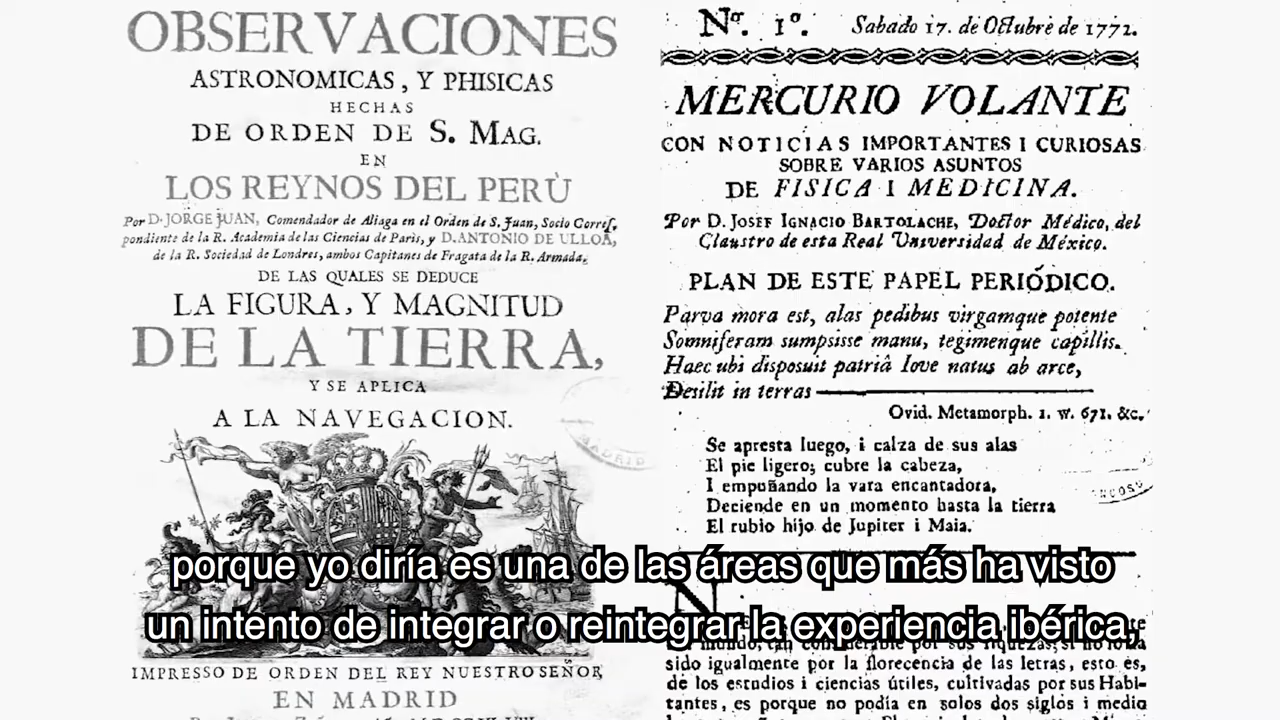 OBSERVACIONES
ASTRONOMICAS, Y PHISICAS
HECHAS
DE ORDEN DE S. MAG.
EN
LOS REYNOS DEL PERÙ
Por D. JORGE JUAN, Comendador de Aliaga en el Orden de S. Juan, Socio Corres-
pondiente de la R. Academia de las Ciencias de Paris, y D. ANTONIO DE ULLOA,
de la R. Sociedad de Londres, ambos Capitanes de Fragata de la R. Armada,
DE LAS QUALES SE DEDUCE
LA FIGURA, Y MAGNITUD
DE LA TIERRA,
Y SE APLICA
A LA NAVEGACION.
IMPRESSO DE ORDEN DEL REY NUESTRO SEÑOR,
EN MADRID
Nº. 1º. Sabado 17. de Octubre de 1772.
MERCURIO VOLANTE
CON NOTICIAS IMPORTANTES I CURIOSAS
SOBRE VARIOS ASUNTOS
DE FISICA I MEDICINA.
Por D. JOSEF IGNACIO BARTOLACHE, Doctor Médico, del
Claustro de esta Real Universidad de México.
PLAN DE ESTE PAPEL PERIÓDICO.
Parva mora est, alas pedibus virgamque potente
Somniferam sumpsisse manu, tegimenque capillis.
Haec ubi disposuit patriâ Iove natus ab arce,
Desilit in terras
Ovid. Metamorph. 1. v. 671. &c.
Se apresta luego, i calza de sus alas
El pie ligero; cubre la cabeza,
I empuñando la vara encantadora,
Deciende en un momento hasta la tierra
El rubio hijo de Jupiter i Maia.
porque yo diría es una de las áreas que más ha visto
un intento de integrar o reintegrar la experiencia ibérica,
sido igualmente por la florecencia de las letras, esto es,
de los estudios i ciencias útiles, cultivadas por sus Habi-
tantes, es porque no podía en solos dos siglos i medio